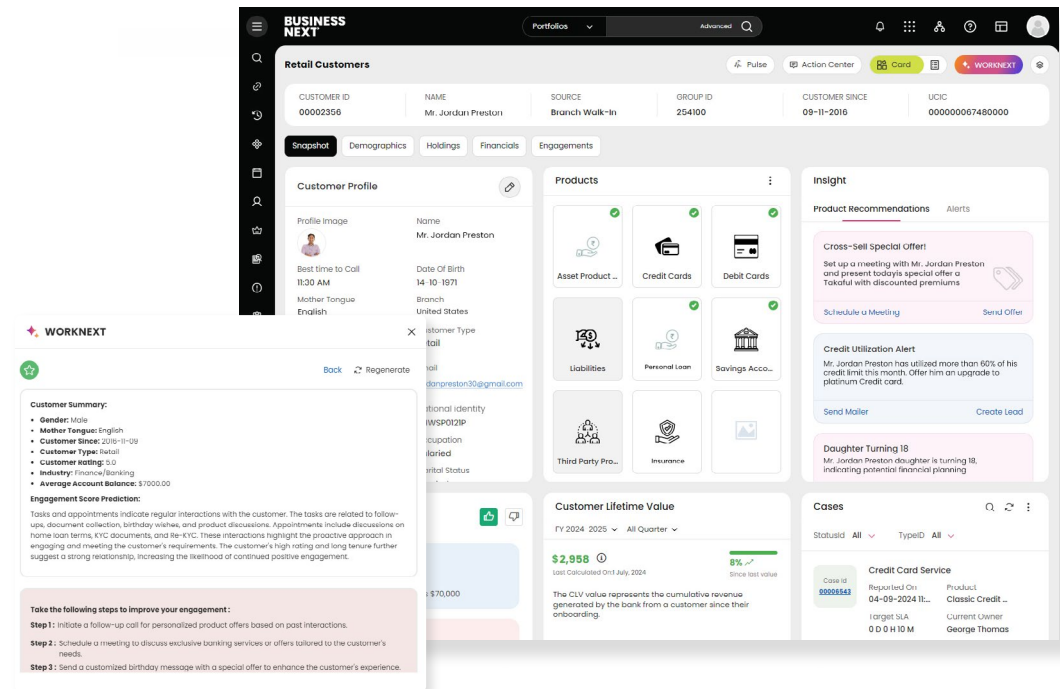 BUSINESS
NEXT
Portfolios
Advanced
Retail Customers
Pulse
Action Center
Card
WORKNEXT
CUSTOMER ID
NAME
SOURCE
GROUP ID
CUSTOMER SINCE
UCIC
00002356
Mr. Jordan Preston
Branch Walk-In
254100
09-11-2016
000000067480000
Snapshot
Demographics
Holdings
Financials
Engagements
Customer Profile
Profile Image
Name
Mr. Jordan Preston
Best time to Call
11:30 AM
Date Of Birth
14-10-1971
Mother Tongue
English
Branch
United States
ustomer Type
tail
ail
danpreston30@gmail.com
ational identity
IWSP0121P
cupation
laried
arital Status
Products
Asset Product ...
Credit Cards
Debit Cards
Liabilities
Personal Loan
Savings Acco...
Third Party Pro...
Insurance
Insight
Product Recommendations
Alerts
Cross-Sell Special Offer!
Set up a meeting with Mr. Jordan Preston
and present todayis special offer a
Takaful with discounted premiums
Schedule a Meeting
Send Offer
Credit Utilization Alert
Mr. Jordan Preston has utilized more than 60% of his
credit limit this month. Offer him an upgrade to
platinum Credit card.
Send Mailer
Create Lead
Daughter Turning 18
Mr. Jordan Preston daughter is turning 18,
indicating potential financial planning
WORKNEXT
Back
Regenerate
Customer Summary:
• Gender: Male
• Mother Tongue: English
• Customer Since: 2016-11-09
• Customer Type: Retail
• Customer Rating: 5.0
• Industry: Finance/Banking
• Average Account Balance: $7000.00
Engagement Score Prediction:
Tasks and appointments indicate regular interactions with the customer. The tasks are related to follow-
ups, document collection, birthday wishes, and product discussions. Appointments include discussions on
home loan terms, KYC documents, and Re-KYC. These interactions highlight the proactive approach in
engaging and meeting the customer's requirements. The customer's high rating and long tenure further
suggest a strong relationship, increasing the likelihood of continued positive engagement.
Take the following steps to improve your engagement :
Step 1 : Initiate a follow-up call for personalized product offers based on past interactions.
Step 2 : Schedule a meeting to discuss exclusive banking services or offers tailored to the customer's
needs.
Step 3 : Send a customized birthday message with a special offer to enhance the customer's experience.
$70,000
Customer Lifetime
Value
FY 2024 2025
All Quarter
$2,958
Last Calculated On:1 July, 2024
8%
Since last value
The CLV value represents the cumulative revenue
generated by the bank from a customer since their
onboarding.
Cases
StatusId All
TypeID All
Case Id
00006543
Credit Card Service
Reported On
04-09-2024 11:...
Product
Classic Credit ...
Target SLA
0 D 0 H 10 M
Current Owner
George Thomas